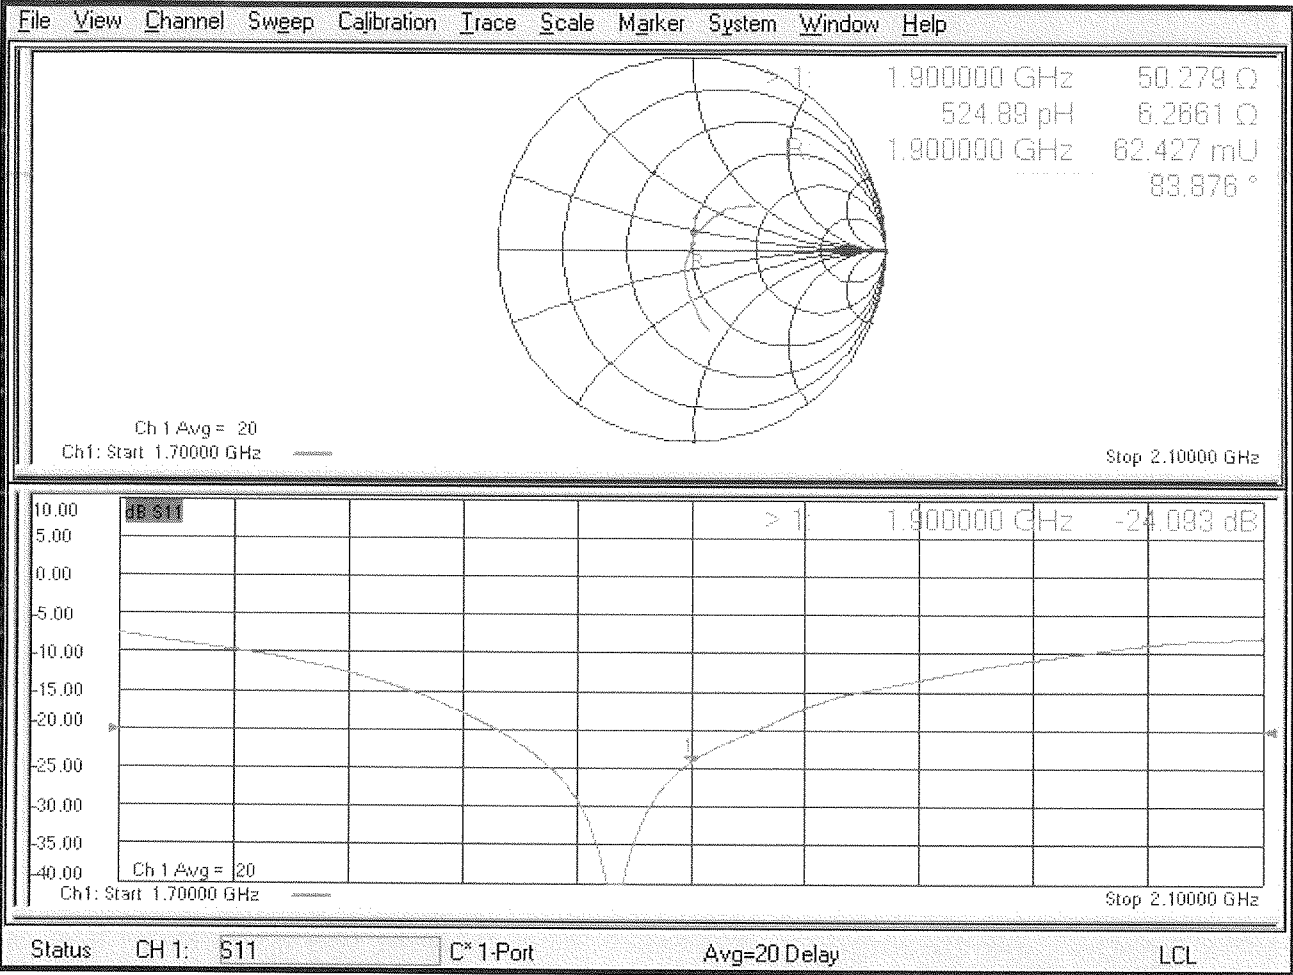 File View Channel Sweep Calibration Trace Scale Marker System Window Help
> 1: 1.900000 GHz 50.279 Ω
524.89 pH 6.2661 Ω
R: 1.900000 GHz 62.427 mU
83.876 °
R
Ch 1 Avg = 20
Ch1: Start 1.70000 GHz
Stop 2.10000 GHz
10.00
dB S11
> 1: 1.900000 GHz -24.093 dB
5.00
0.00
-5.00
-10.00
-15.00
-20.00
1
-25.00
-30.00
-35.00
-40.00
Ch 1 Avg = 20
Ch1: Start 1.70000 GHz
Stop 2.10000 GHz
Status CH 1: S11 C* 1-Port Avg=20 Delay LCL